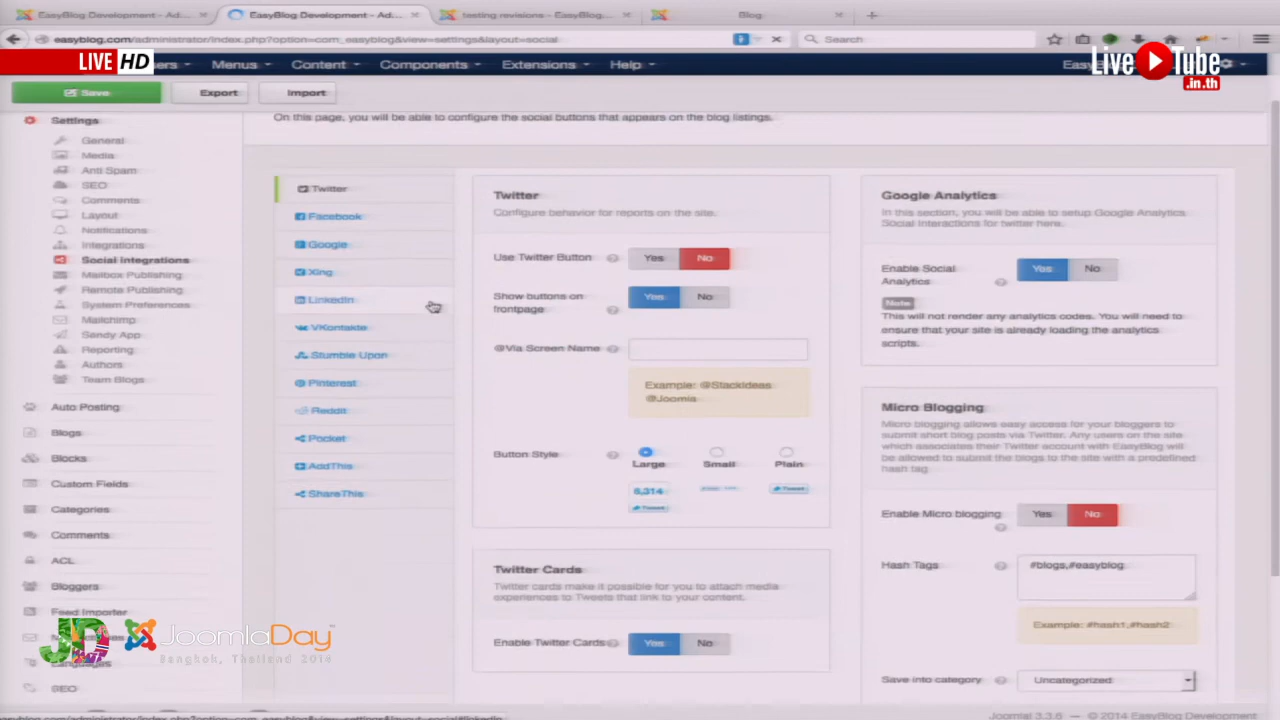 EasyBlog Development - Ad...
EasyBlog Development - Ad...
testing revisions - EasyBlog...
Blog
easyblog.com/administrator/index.php?option=com_easyblog&view=settings&layout=social
Search
LIVE HD
Menus
Content
Components
Extensions
Help
Live Tube
.in.th
Save
Export
Import
On this page, you will be able to configure the social buttons that appears on the blog listings.
Settings
General
Media
Anti Spam
SEO
Comments
Layout
Notifications
Integrations
Social Integrations
Mailbox Publishing
Remote Publishing
System Preferences
Mailchimp
Sendy App
Reporting
Authors
Team Blogs
Auto Posting
Blogs
Blocks
Custom Fields
Categories
Comments
ACL
Bloggers
Feed Importer
Languages
SEO
Twitter
Facebook
Google
Xing
LinkedIn
VKontakte
Stumble Upon
Pinterest
Reddit
Pocket
AddThis
ShareThis
Twitter
Configure behavior for reports on the site.
Use Twitter Button
Yes No
Show buttons on
frontpage
Yes No
@Via Screen Name
Example: @StackIdeas
@Joomla
Button Style
Large Small Plain
6,314
Tweet
Tweet
Twitter Cards
Twitter cards make it possible for you to attach media
experiences to Tweets that link to your content.
Enable Twitter Cards
Yes No
Google Analytics
In this section, you will be able to setup Google Analytics
Social Interactions for twitter here.
Enable Social
Analytics
Yes No
Note
This will not render any analytics codes. You will need to
ensure that your site is already loading the analytics
scripts.
Micro Blogging
Micro blogging allows easy access for your bloggers to
submit short blog posts via Twitter. Any users on the site
which associates their Twitter account with EasyBlog will
be allowed to submit the blogs to the site with a predefined
hash tag.
Enable Micro blogging
Yes No
Hash Tags
#blogs,#easyblog
Example: #hash1,#hash2
Save into category
Uncategorized
JD
JoomlaDay™
Bangkok, Thailand 2014
Joomla! 3.3.6 — © 2014 EasyBlog Development